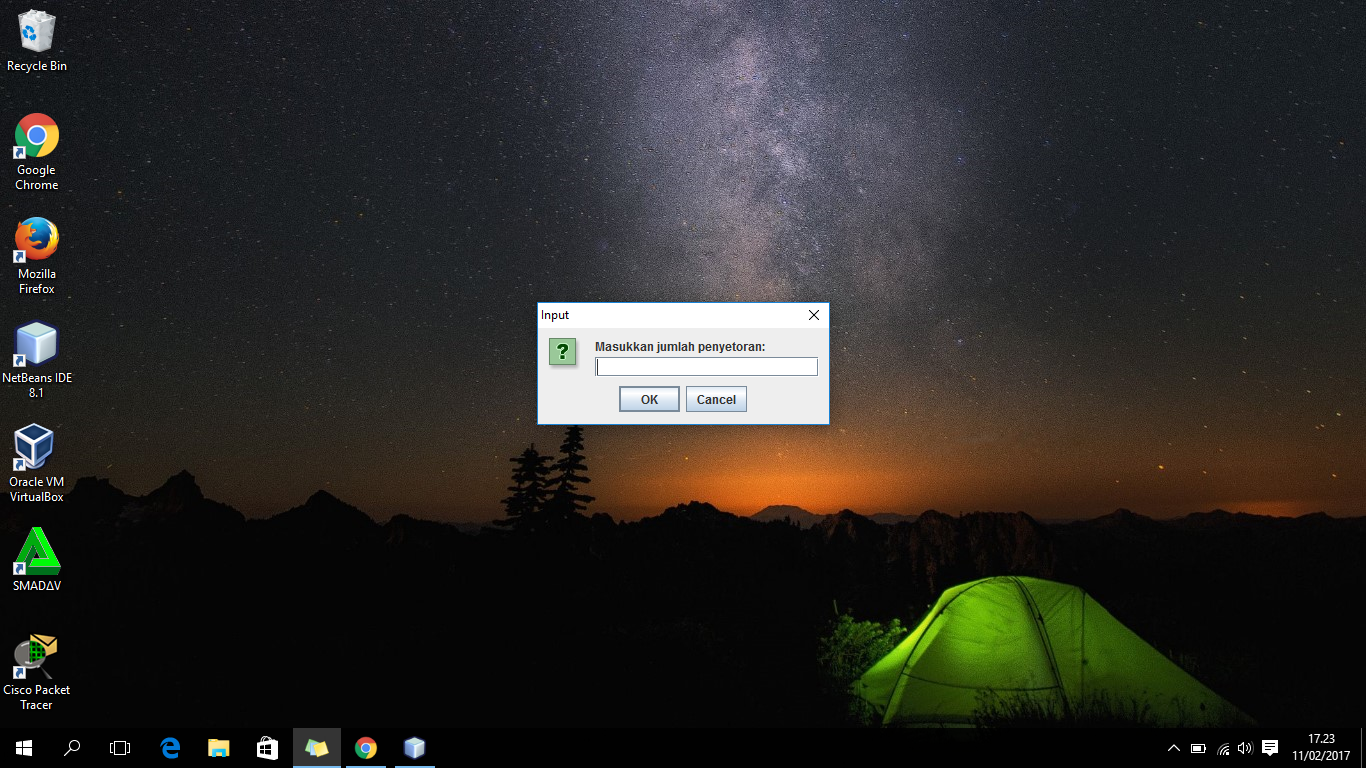 Recycle Bin
Google
Chrome
Mozilla
Firefox
NetBeans IDE
8.1
Oracle VM
VirtualBox
SMADΔV
Cisco Packet
Tracer
Input
?
Masukkan jumlah penyetoran:
OK
Cancel
17.23
11/02/2017